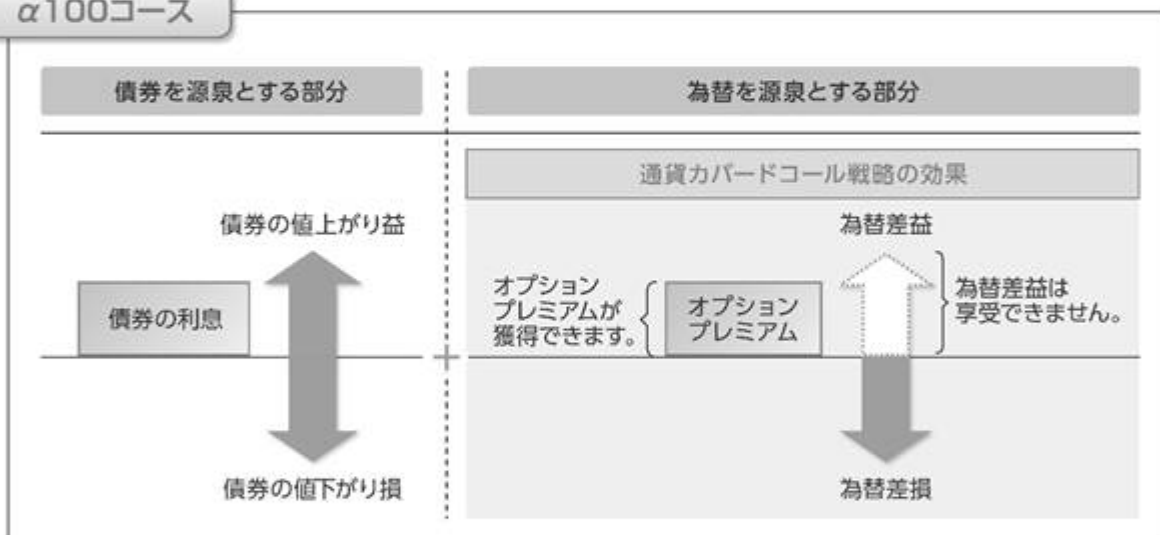 α100コース
債券を源泉とする部分
為替を源泉とする部分
通貨カバードコール戦略の効果
債券の値上がり益
為替差益
債券の利息
オプション
プレミアムが
獲得できます。
オプション
プレミアム
為替差益は
享受できません。
債券の値下がり損
為替差損